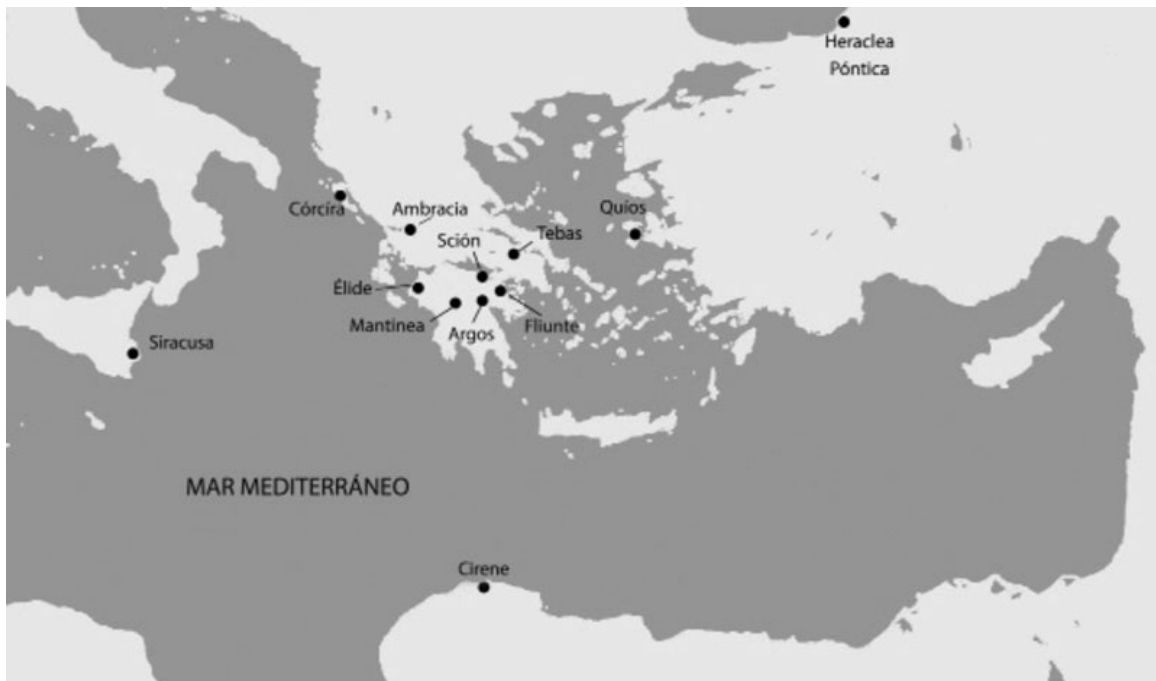 Heraclea
Póntica
Córcira
Ambracia
Quíos
Sción
Tebas
Élide
Mantinea
Argos
Fliunte
Siracusa
MAR MEDITERRÁNEO
Cirene